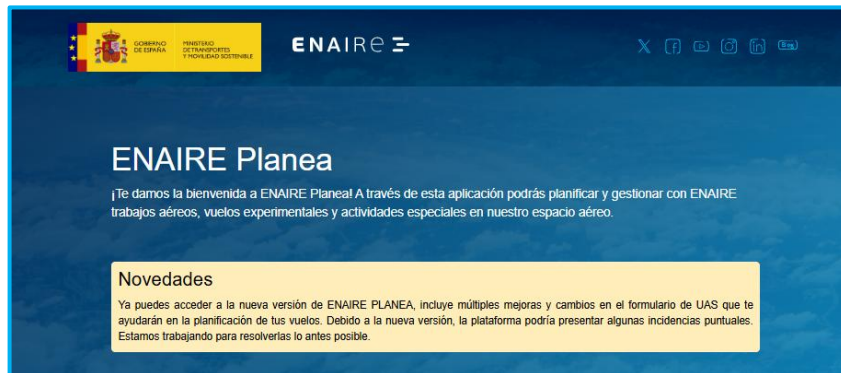 GOBIERNO
DE ESPAÑA
MINISTERIO
DE TRANSPORTES
Y MOVILIDAD SOSTENIBLE
ENAIRe
ENAIRE Planea
¡Te damos la bienvenida a ENAIRE Planea! A través de esta aplicación podrás planificar y gestionar con ENAIRE
trabajos aéreos, vuelos experimentales y actividades especiales en nuestro espacio aéreo.
Novedades
Ya puedes acceder a la nueva versión de ENAIRE PLANEA, incluye múltiples mejoras y cambios en el formulario de UAS que te
ayudarán en la planificación de tus vuelos. Debido a la nueva versión, la plataforma podría presentar algunas incidencias puntuales.
Estamos trabajando para resolverlas lo antes posible.